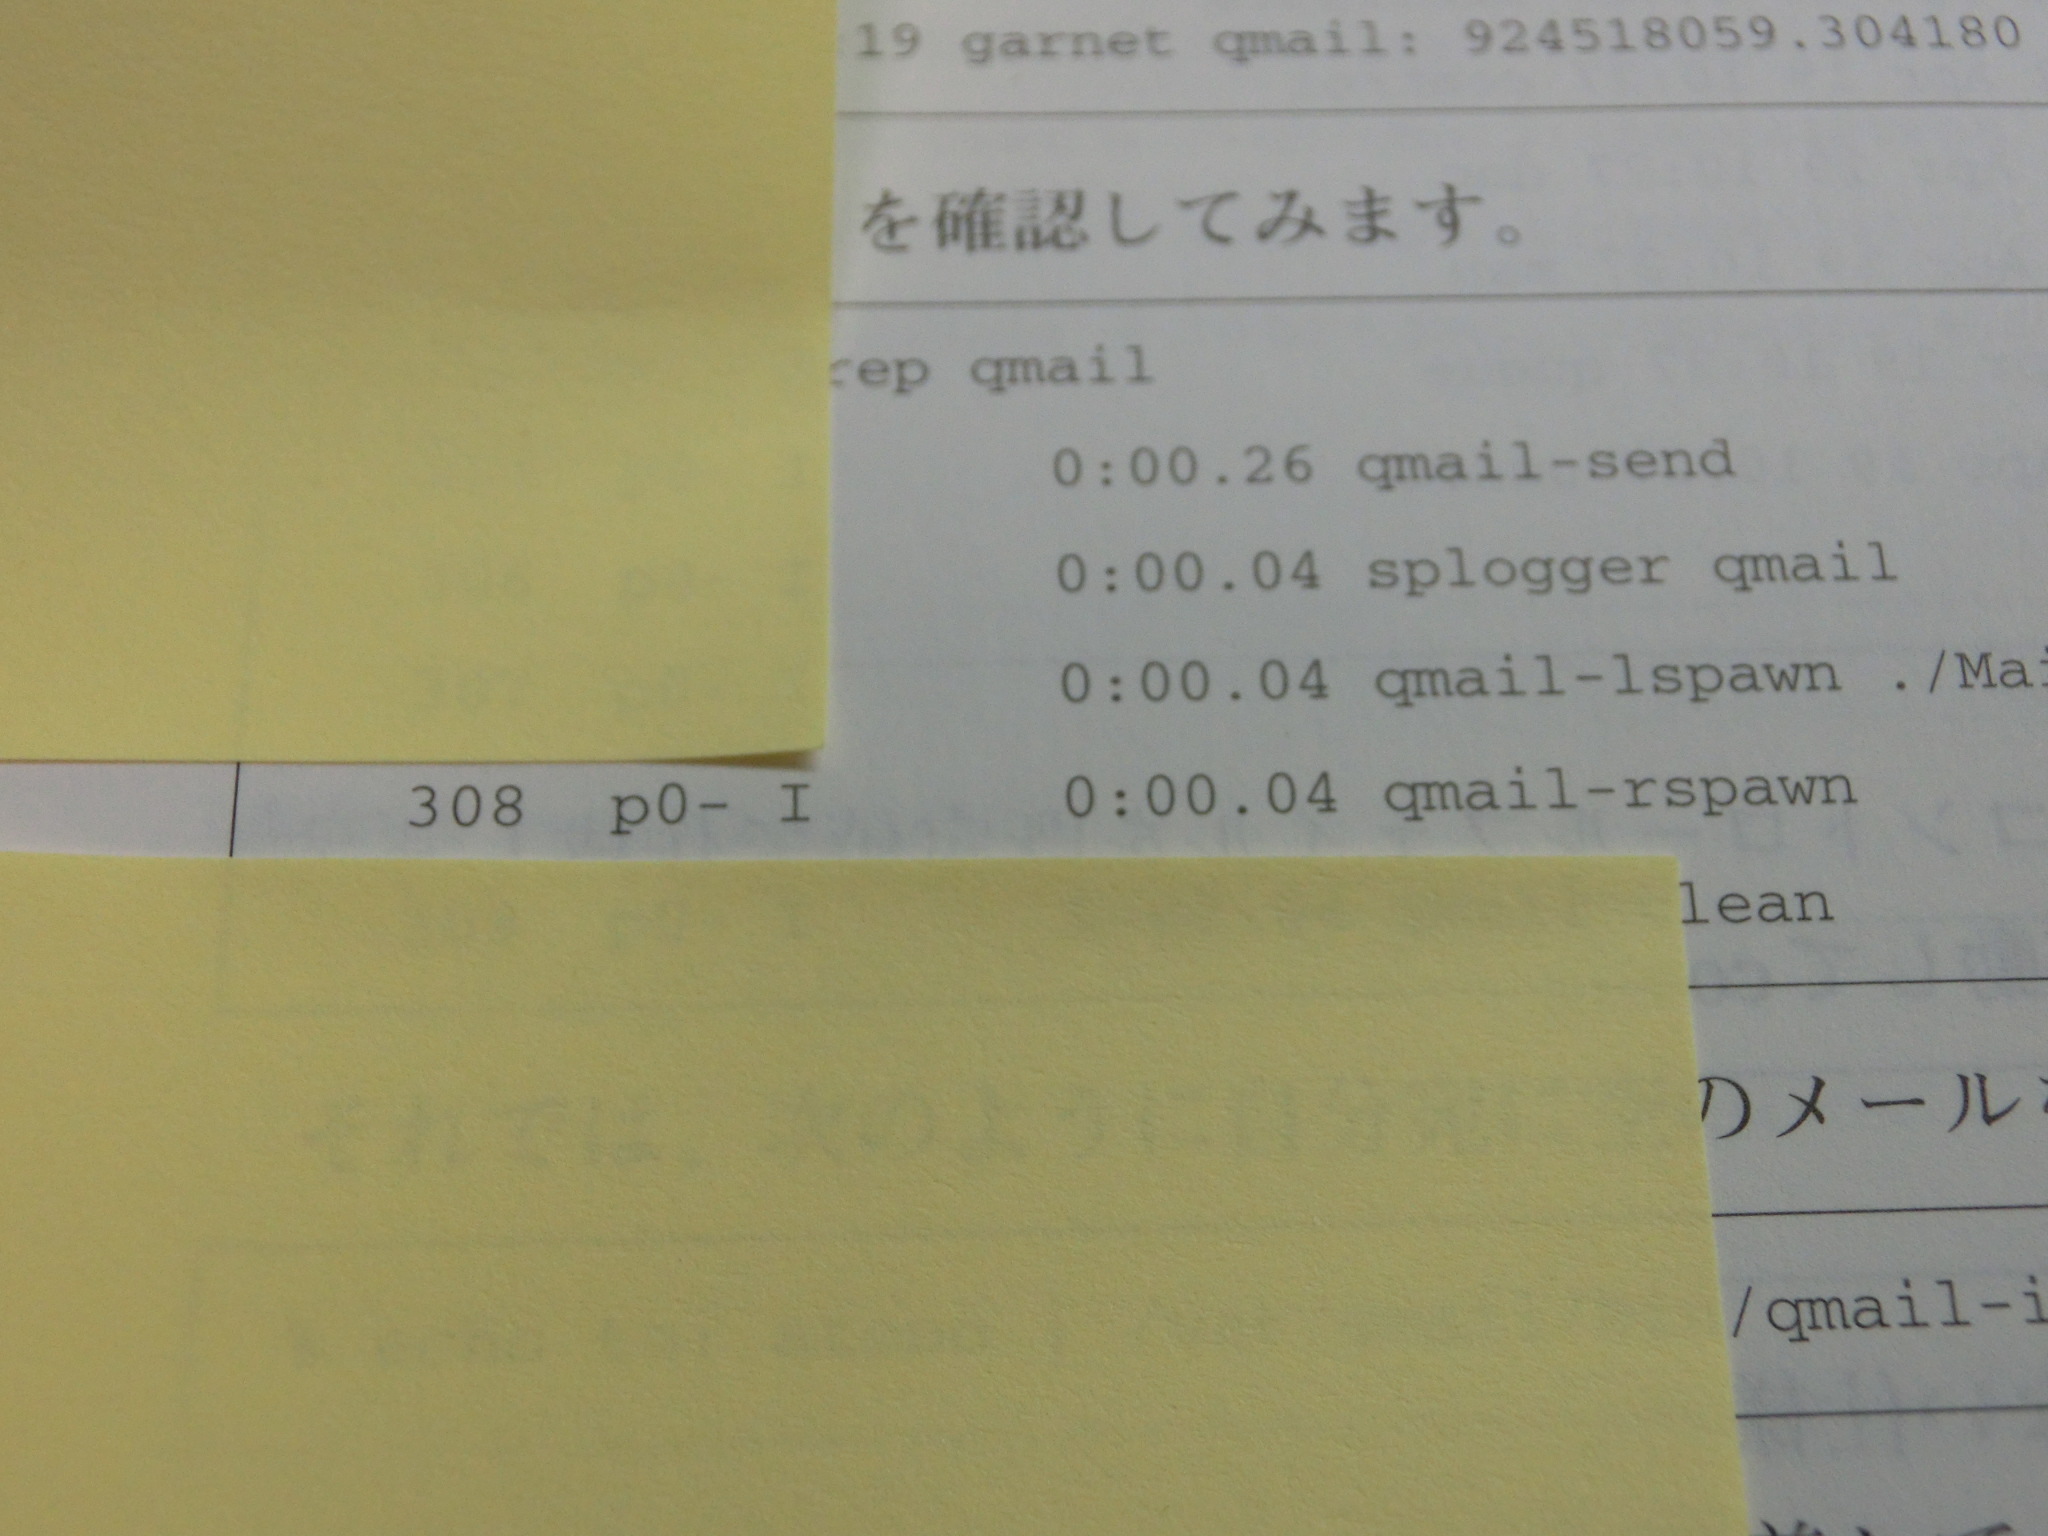 19 garnet qmail: 924518059.304180
を確認してみます。
rep qmail
0:00.26 qmail-send
0:00.04 splogger qmail
0:00.04 qmail-lspawn ./Mai
308 p0- I 0:00.04 qmail-rspawn
lean
のメール
/qmail-i